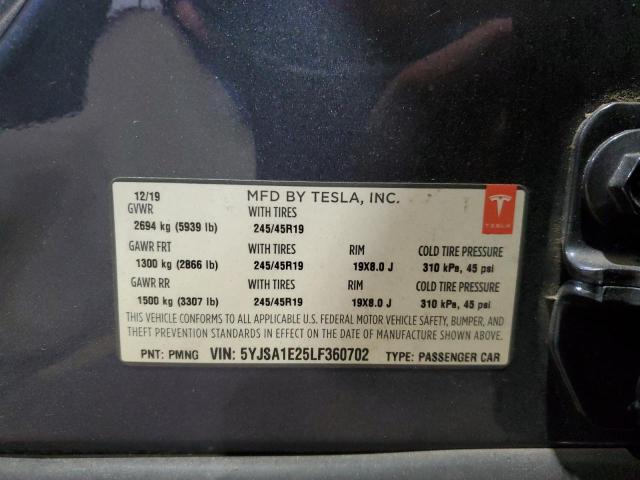 12/19 MFD BY TESLA, INC.
GVWR WITH TIRES
2694 kg (5939 lb) 245/45R19
TESLA
GAWR FRT WITH TIRES RIM COLD TIRE PRESSURE
1300 kg (2866 lb) 245/45R19 19X8.0 J 310 kPa, 45 psi
GAWR RR WITH TIRES RIM COLD TIRE PRESSURE
1500 kg (3307 lb) 245/45R19 19X8.0 J 310 kPa, 45 psi
THIS VEHICLE CONFORMS TO ALL APPLICABLE U.S. FEDERAL MOTOR VEHICLE SAFETY, BUMPER, AND
THEFT PREVENTION STANDARDS IN EFFECT ON THE DATE OF MANUFACTURE SHOWN ABOVE.
PNT: PMNG VIN: 5YJSA1E25LF360702 TYPE: PASSENGER CAR